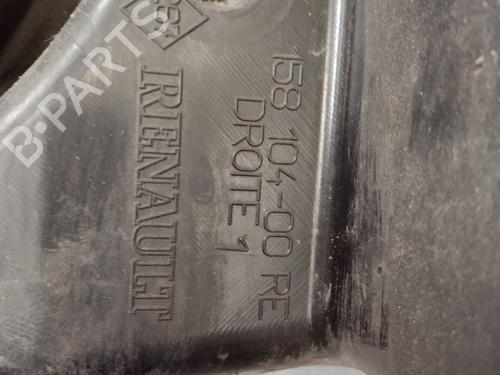 158 104-00 RE
DROITE 1
RENAULT
B-PARTS